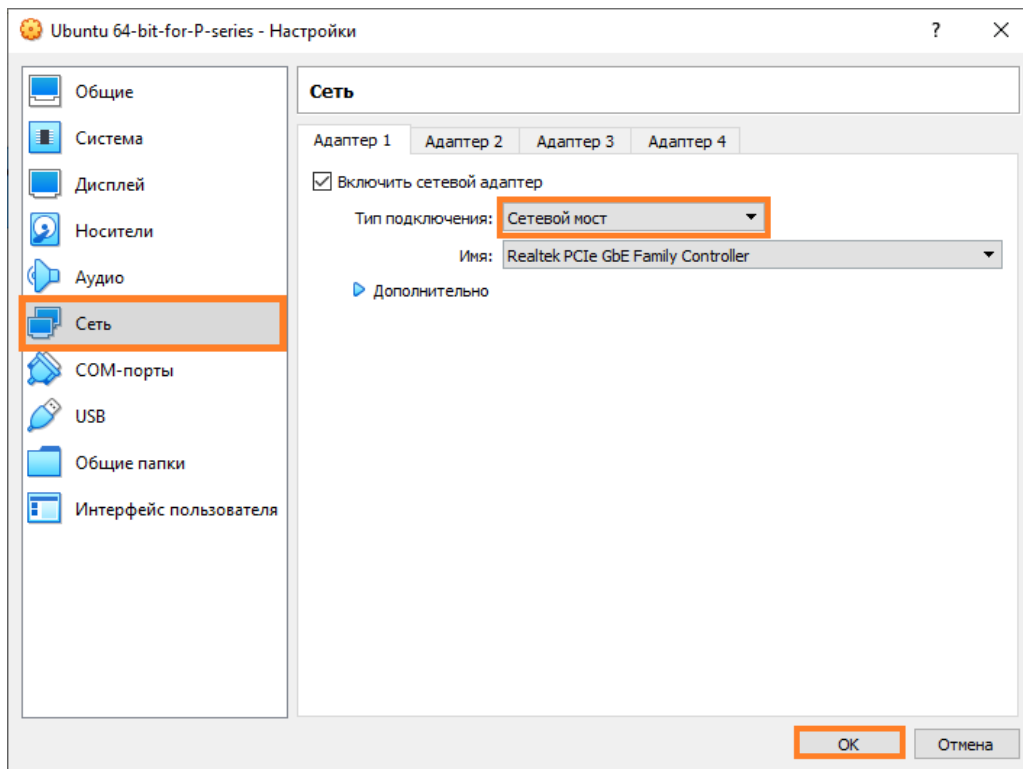 Ubuntu 64-bit-for-P-series - Настройки
?
Общие
Система
Дисплей
Носители
Аудио
Сеть
COM-порты
USB
Общие папки
Интерфейс пользователя
Сеть
Адаптер 1 Адаптер 2 Адаптер 3 Адаптер 4
Включить сетевой адаптер
Тип подключения: Сетевой мост
Имя: Realtek PCIe GbE Family Controller
Дополнительно
OK Отмена